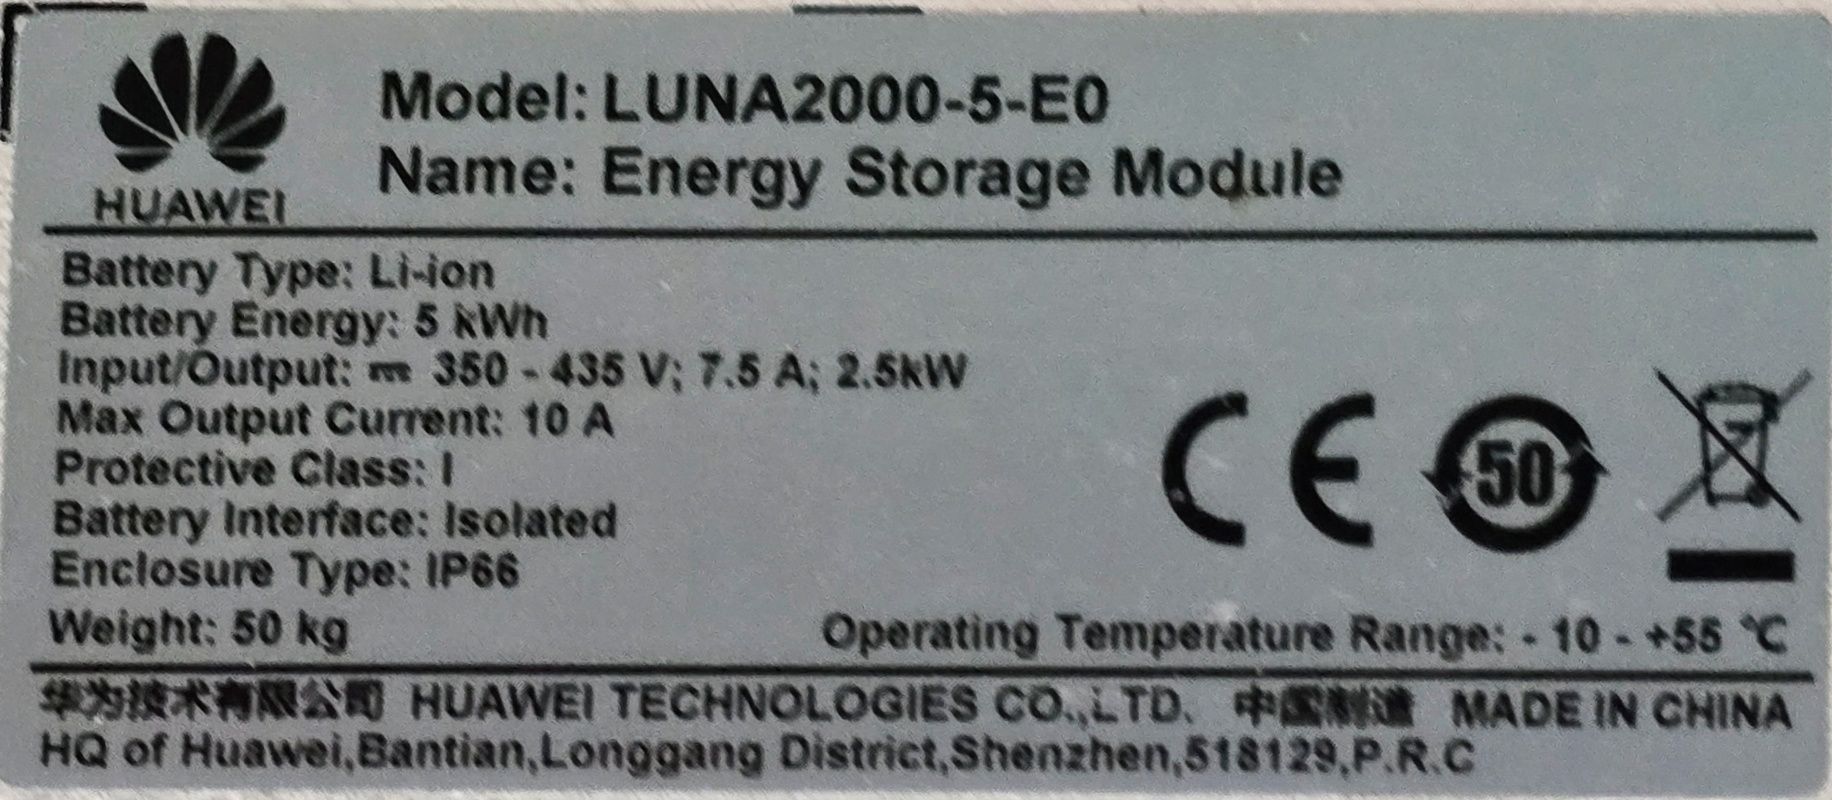 HUAWEI
Model: LUNA2000-5-E0
Name: Energy Storage Module
Battery Type: Li-ion
Battery Energy: 5 kWh
Input/Output: ⎓ 350 - 435 V; 7.5 A; 2.5kW
Max Output Current: 10 A
Protective Class: I
Battery Interface: Isolated
Enclosure Type: IP66
Weight: 50 kg
CE
50
Operating Temperature Range: - 10 - +55 ℃
华为技术有限公司 HUAWEI TECHNOLOGIES CO.,LTD. 中国制造 MADE IN CHINA
HQ of Huawei,Bantian,Longgang District,Shenzhen,518129,P.R.C